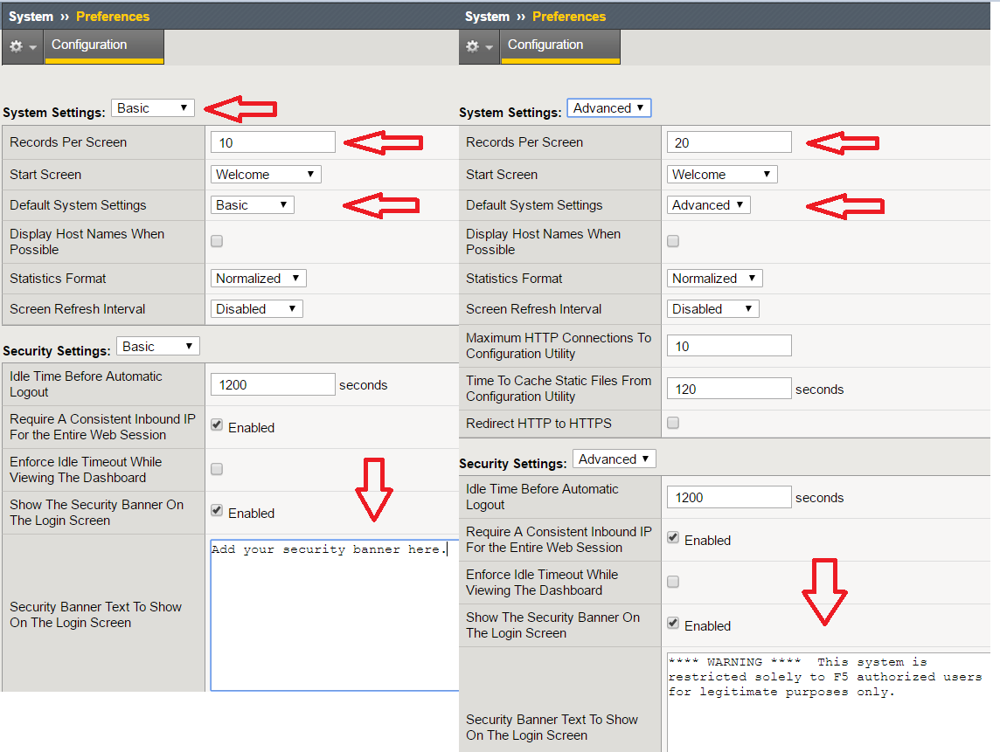 System » Preferences
Configuration
System Settings: Basic
Records Per Screen 10
Start Screen Welcome
Default System Settings Basic
Display Host Names When
Possible
Statistics Format Normalized
Screen Refresh Interval Disabled
Security Settings: Basic
Idle Time Before Automatic
Logout
1200 seconds
Require A Consistent Inbound IP
For the Entire Web Session
Enabled
Enforce Idle Timeout While
Viewing The Dashboard
Show The Security Banner On
The Login Screen
Enabled
Security Banner Text To Show
On The Login Screen
Add your security banner here.
System » Preferences
Configuration
System Settings: Advanced
Records Per Screen 20
Start Screen Welcome
Default System Settings Advanced
Display Host Names When
Possible
Statistics Format Normalized
Screen Refresh Interval Disabled
Maximum HTTP Connections To
Configuration Utility
10
Time To Cache Static Files From
Configuration Utility
120 seconds
Redirect HTTP to HTTPS
Security Settings: Advanced
Idle Time Before Automatic
Logout
1200 seconds
Require A Consistent Inbound IP
For the Entire Web Session
Enabled
Enforce Idle Timeout While
Viewing The Dashboard
Show The Security Banner On
The Login Screen
Enabled
Security Banner Text To Show
On The Login Screen
**** WARNING **** This system is
restricted solely to F5 authorized users
for legitimate purposes only.